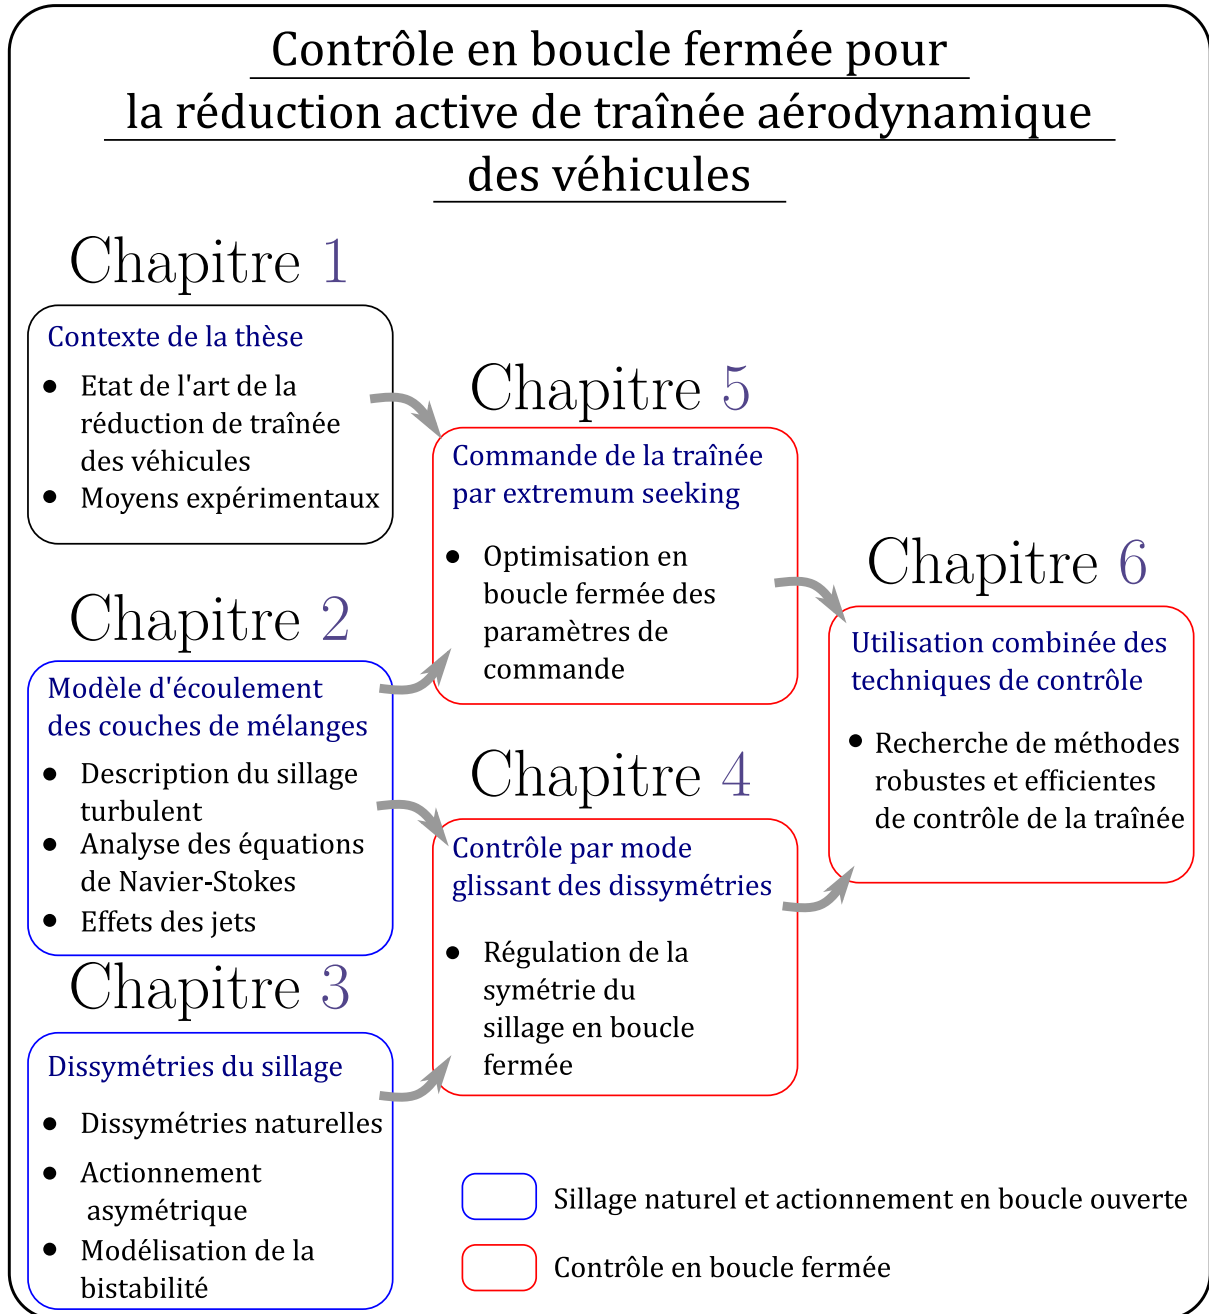 Contrôle en boucle fermée pour
la réduction active de traînée aérodynamique
des véhicules
Chapitre 1
Contexte de la thèse
• Etat de l'art de la
réduction de traînée
des véhicules
• Moyens expérimentaux
Chapitre 2
Modèle d'écoulement
des couches de mélanges
• Description du sillage
turbulent
• Analyse des équations
de Navier-Stokes
• Effets des jets
Chapitre 3
Dissymétries du sillage
• Dissymétries naturelles
• Actionnement
asymétrique
• Modélisation de la
bistabilité
Chapitre 5
Commande de la traînée
par extremum seeking
• Optimisation en
boucle fermée des
paramètres de
commande
Chapitre 4
Contrôle par mode
glissant des dissymétries
• Régulation de la
symétrie du
sillage en boucle
fermée
Chapitre 6
Utilisation combinée des
techniques de contrôle
• Recherche de méthodes
robustes et efficientes
de contrôle de la traînée
Sillage naturel et actionnement en boucle ouverte
Contrôle en boucle fermée